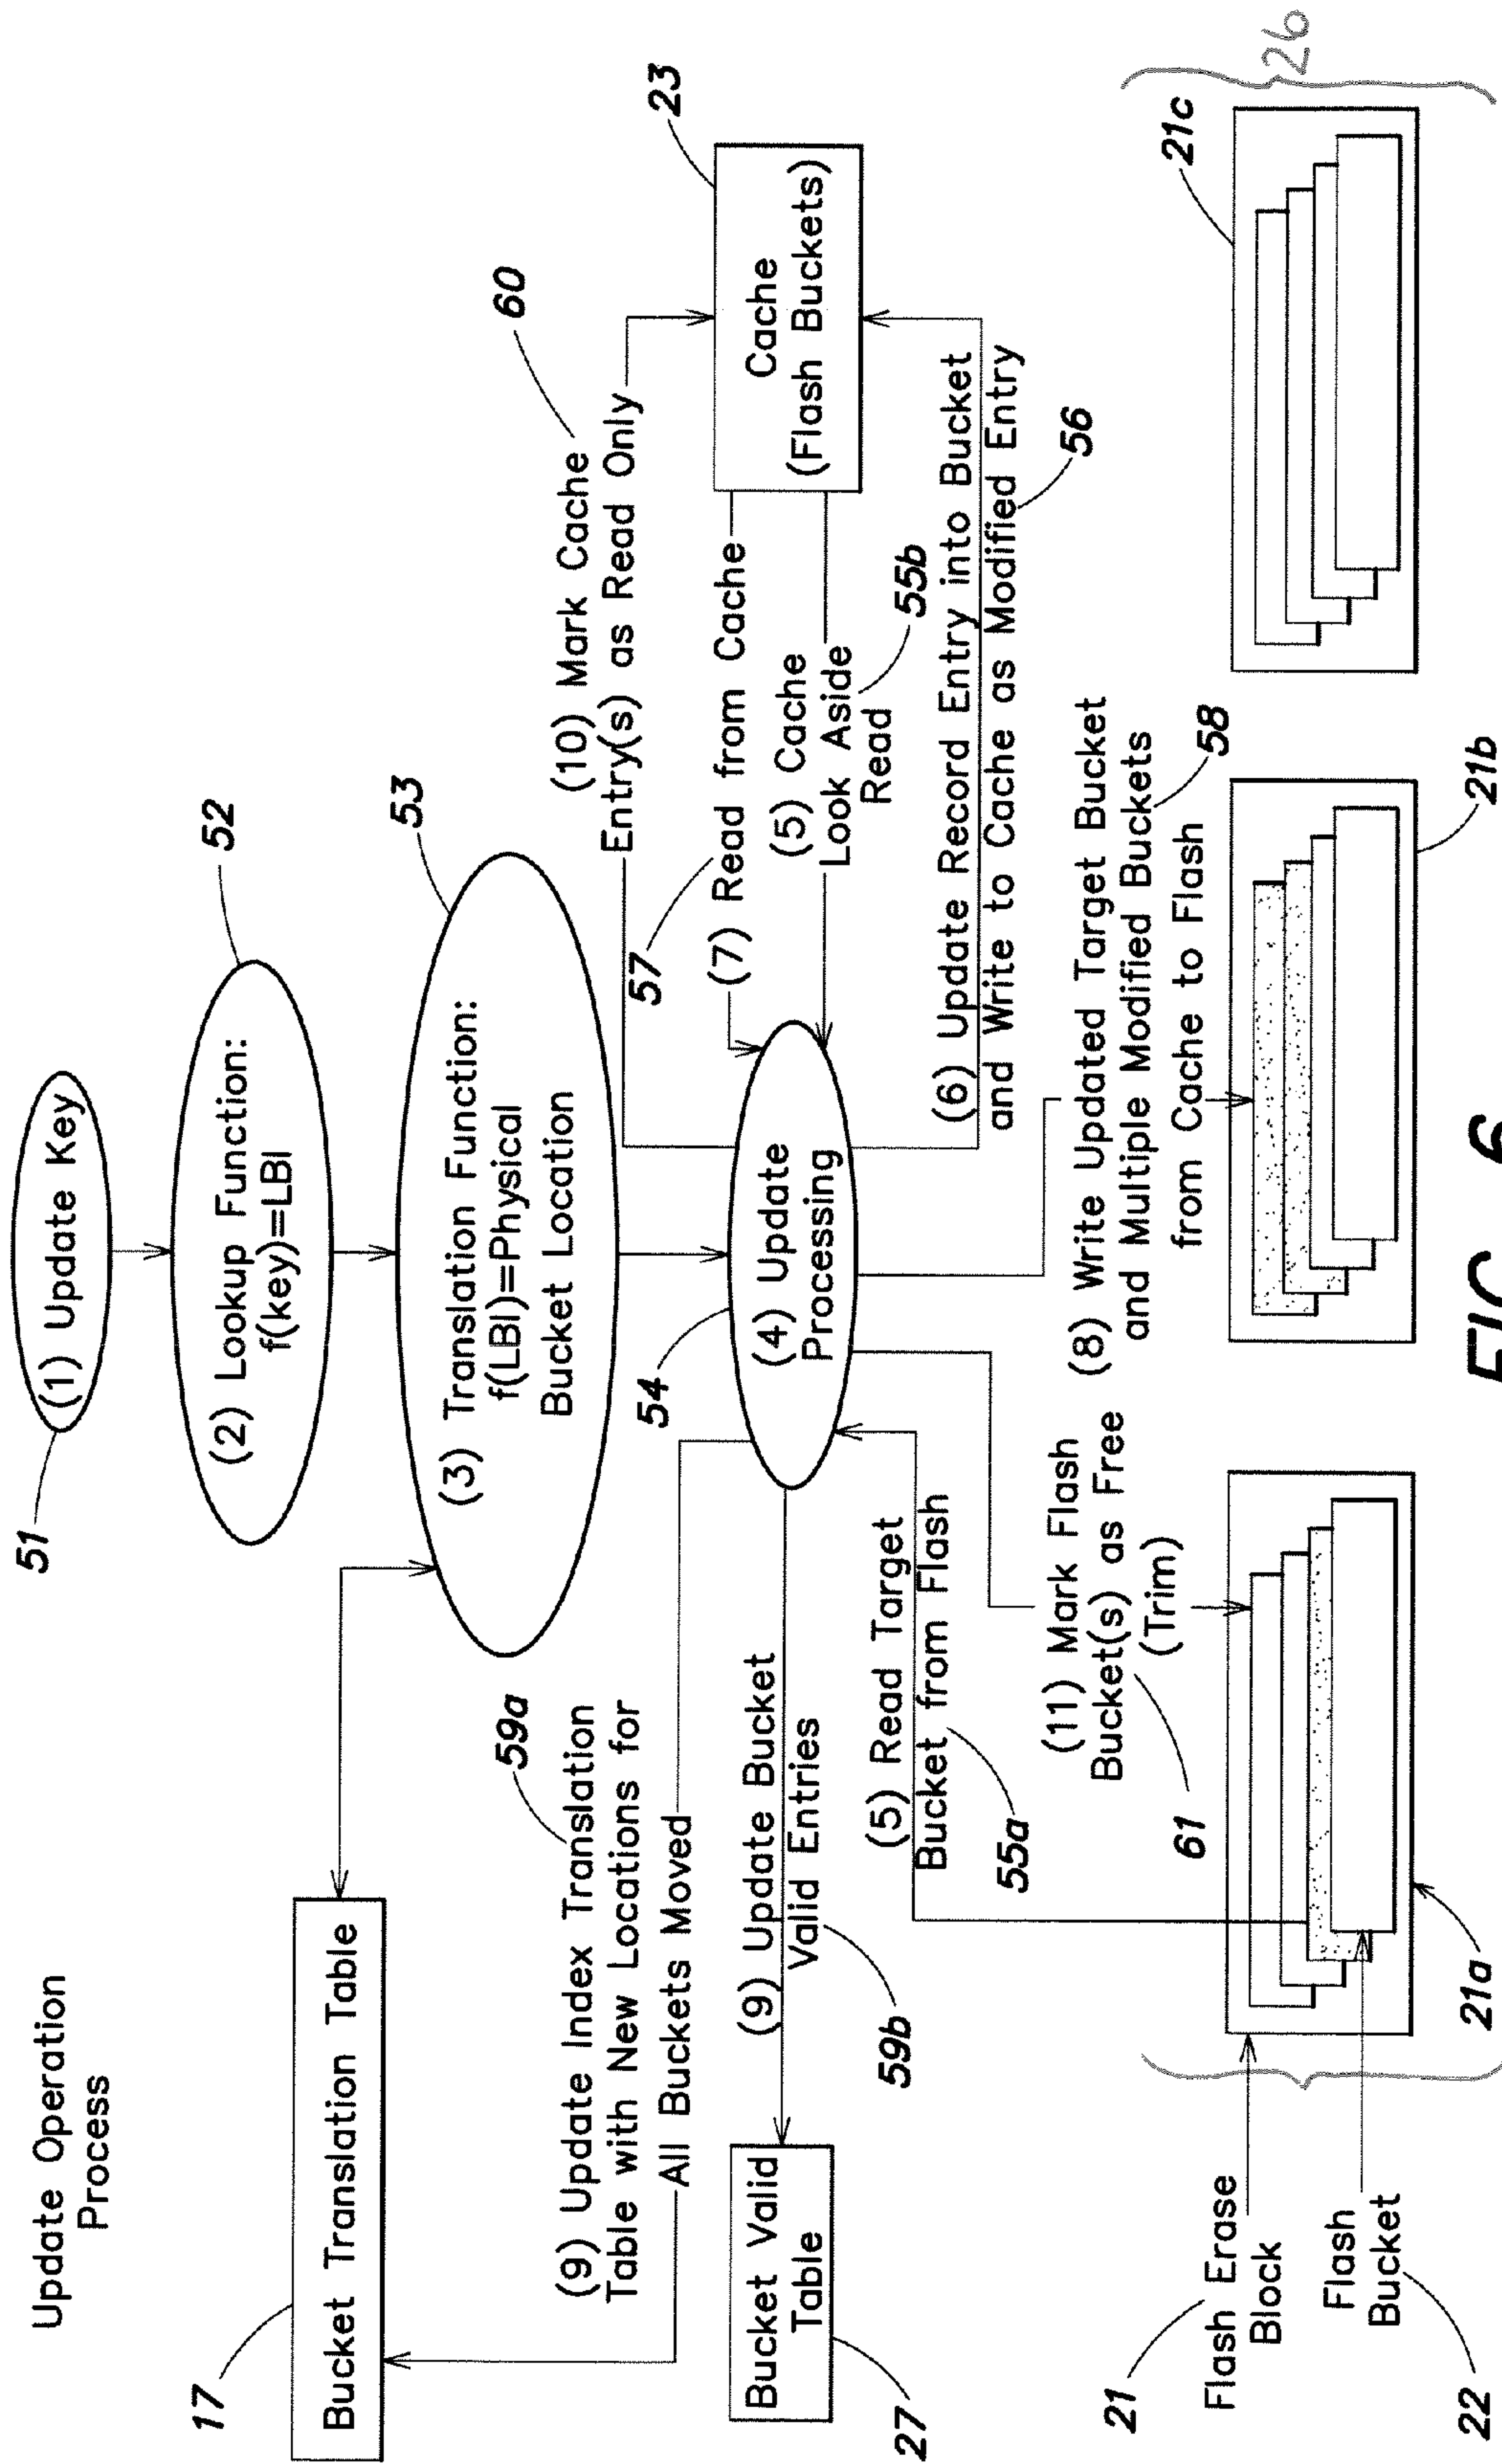 Update Operation
Process
51
(1) Update Key
52
(2) Lookup Function:
f(key)=LBI
53
(3) Translation Function:
f(LBI)=Physical
Bucket Location
17
Bucket Translation Table
59a
(9) Update Index Translation
Table with New Locations for
All Buckets Moved
54
(4) Update
Processing
60
(10) Mark Cache
Entry(s) as Read Only
57
(7) Read from Cache
(5) Cache
Look Aside
Read
55b
23
Cache
(Flash Buckets)
(6) Update Record Entry into Bucket
and Write to Cache as Modified Entry
56
(9) Update Bucket
Valid Entries
59b
Bucket Valid
Table
27
(5) Read Target
Bucket from Flash
55a
(11) Mark Flash
Bucket(s) as Free
(Trim)
61
(8) Write Updated Target Bucket
and Multiple Modified Buckets
from Cache to Flash
58
21
Flash Erase
Block
Flash
Bucket
22
21a
21b
21c
26
FIG. 6